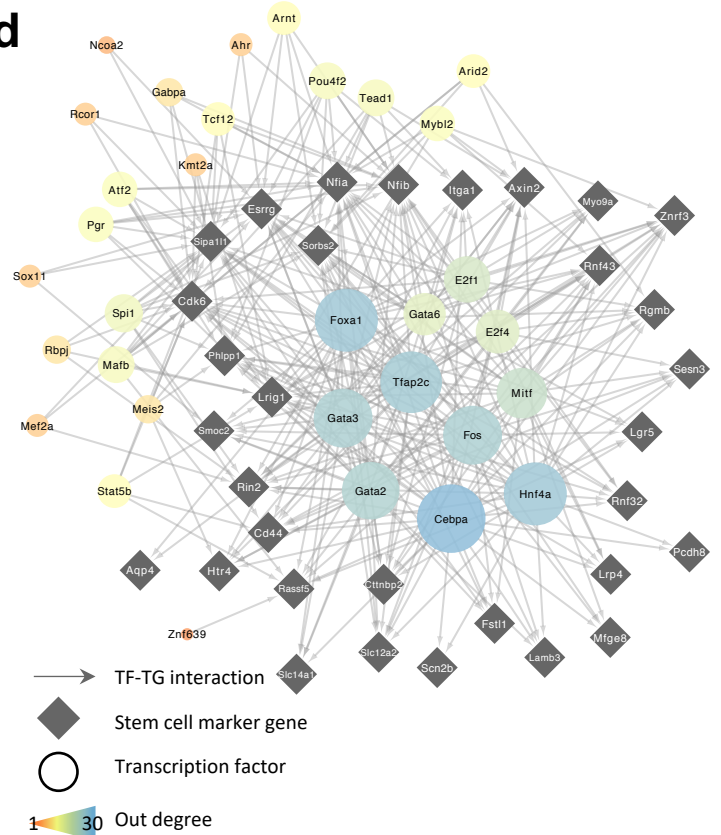 d
Arnt
Ncoa2
Ahr
Arid2
Pou4f2
Gabpa
Tead1
Rcor1
Tcf12
Mybl2
Kmt2a
Nfia
Nfib
Itga1
Axin2
Atf2
Myo9a
Esrrg
Znrf3
Pgr
Sipa1l1
Sorbs2
Rnf43
Sox11
E2f1
Cdk6
Rgmb
Spi1
Foxa1
Gata6
E2f4
Rbpj
Phlpp1
Mafb
Sesn3
Tfap2c
Mitf
Lrig1
Meis2
Gata3
Mef2a
Smoc2
Fos
Lgr5
Rin2
Stat5b
Gata2
Hnf4a
Rnf32
Cebpa
Cd44
Pcdh8
Aqp4
Htr4
Lrp4
Rassf5
Cttnbp2
Fstl1
Znf639
Mfge8
Slc12a2
Lamb3
Scn2b
Slc14a1
TF-TG interaction
Stem cell marker gene
Transcription factor
1 30 Out degree